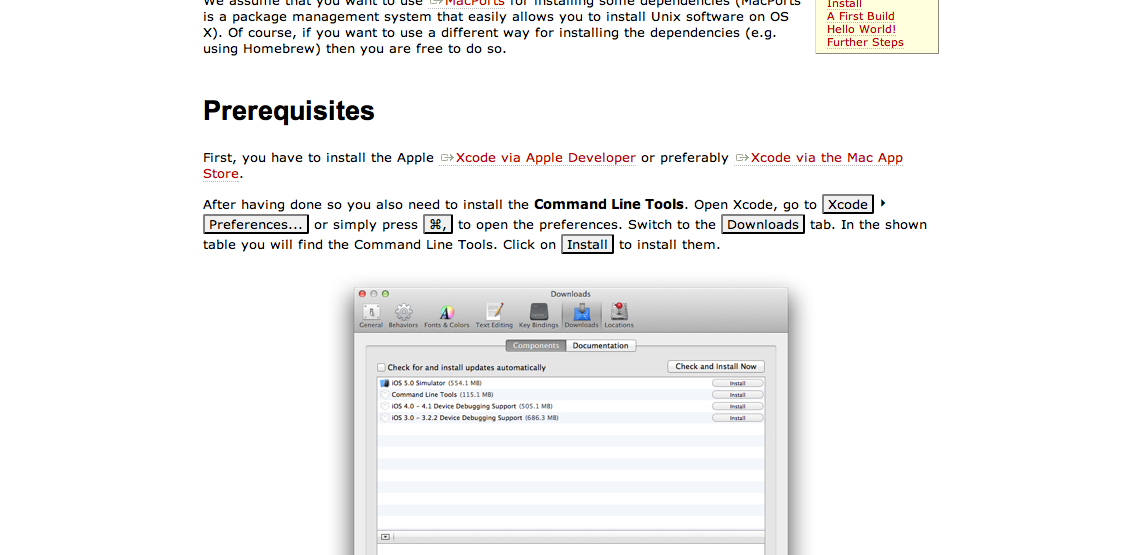 We assume that you want to use MacPorts for installing some dependencies (MacPorts
is a package management system that easily allows you to install Unix software on OS
X). Of course, if you want to use a different way for installing the dependencies (e.g.
using Homebrew) then you are free to do so.
Install
A First Build
Hello World!
Further Steps
Prerequisites
First, you have to install the Apple Xcode via Apple Developer or preferably Xcode via the Mac App
Store.
After having done so you also need to install the Command Line Tools. Open Xcode, go to Xcode
Preferences... or simply press ⌘, to open the preferences. Switch to the Downloads tab. In the shown
table you will find the Command Line Tools. Click on Install to install them.
Downloads
General Behaviors Fonts & Colors Text Editing Key Bindings Downloads Locations
Components Documentation
Check for and install updates automatically Check and Install Now
iOS 5.0 Simulator (554.1 MB) Install
Command Line Tools (115.1 MB) Install
iOS 4.0 - 4.1 Device Debugging Support (505.1 MB) Install
iOS 3.0 - 3.2.2 Device Debugging Support (686.3 MB) Install